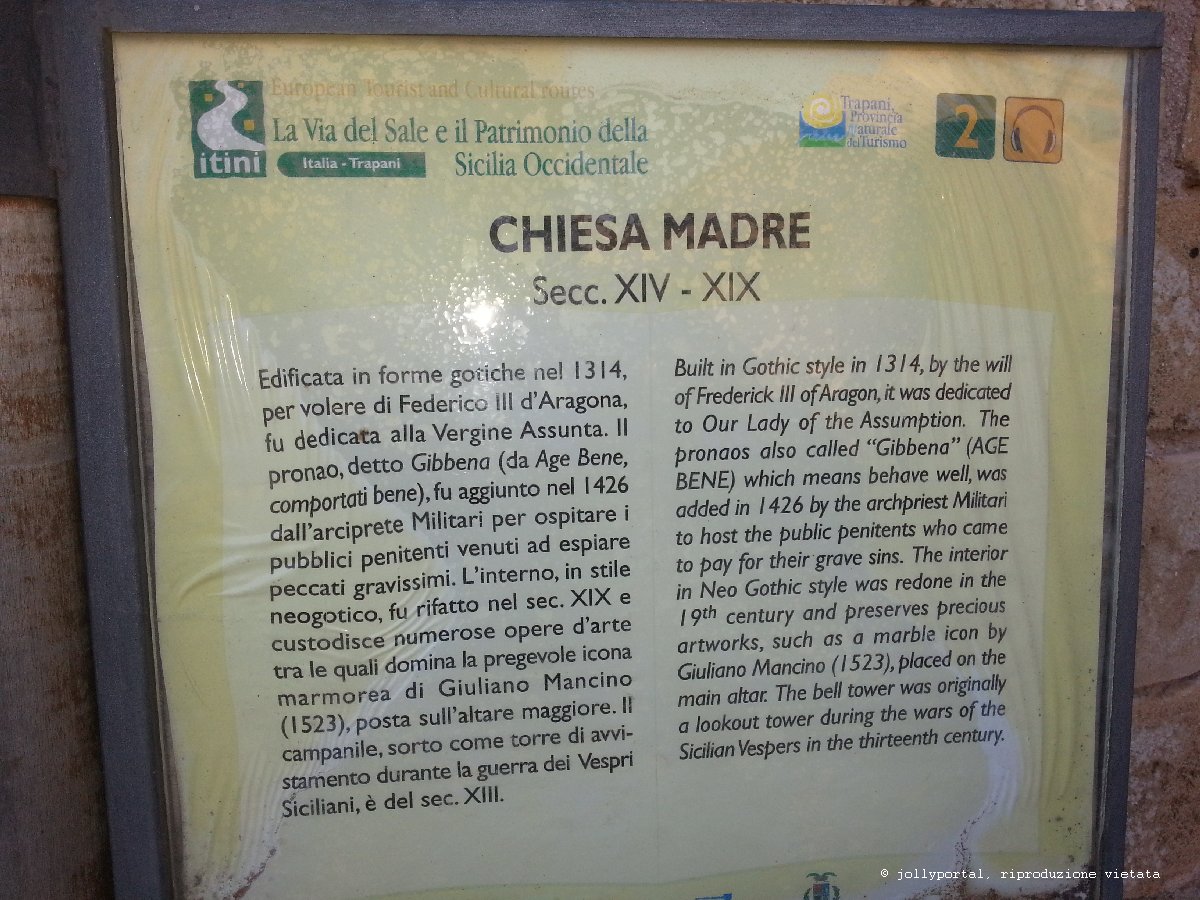 European Tourist and Cultural routes
La Via del Sale e il Patrimonio della
Sicilia Occidentale
itini
Italia - Trapani
Trapani,
Provincia
Naturale
del Turismo
2
CHIESA MADRE
Secc. XIV - XIX
Edificata in forme gotiche nel 1314,
per volere di Federico III d'Aragona,
fu dedicata alla Vergine Assunta. Il
pronao, detto Gibbena (da Age Bene,
comportati bene), fu aggiunto nel 1426
dall'arciprete Militari per ospitare i
pubblici penitenti venuti ad espiare
peccati gravissimi. L'interno, in stile
neogotico, fu rifatto nel sec. XIX e
custodisce numerose opere d'arte
tra le quali domina la pregevole icona
marmorea di Giuliano Mancino
(1523), posta sull'altare maggiore. Il
campanile, sorto come torre di avvi-
stamento durante la guerra dei Vespri
Siciliani, è del sec. XIII.
Built in Gothic style in 1314, by the will
of Frederick III of Aragon, it was dedicated
to Our Lady of the Assumption. The
pronaos also called "Gibbena" (AGE
BENE) which means behave well, was
added in 1426 by the archpriest Militari
to host the public penitents who came
to pay for their grave sins. The interior
in Neo Gothic style was redone in the
19th century and preserves precious
artworks, such as a marble icon by
Giuliano Mancino (1523), placed on the
main altar. The bell tower was originally
a lookout tower during the wars of the
Sicilian Vespers in the thirteenth century.
© jollyportal, riproduzione vietata